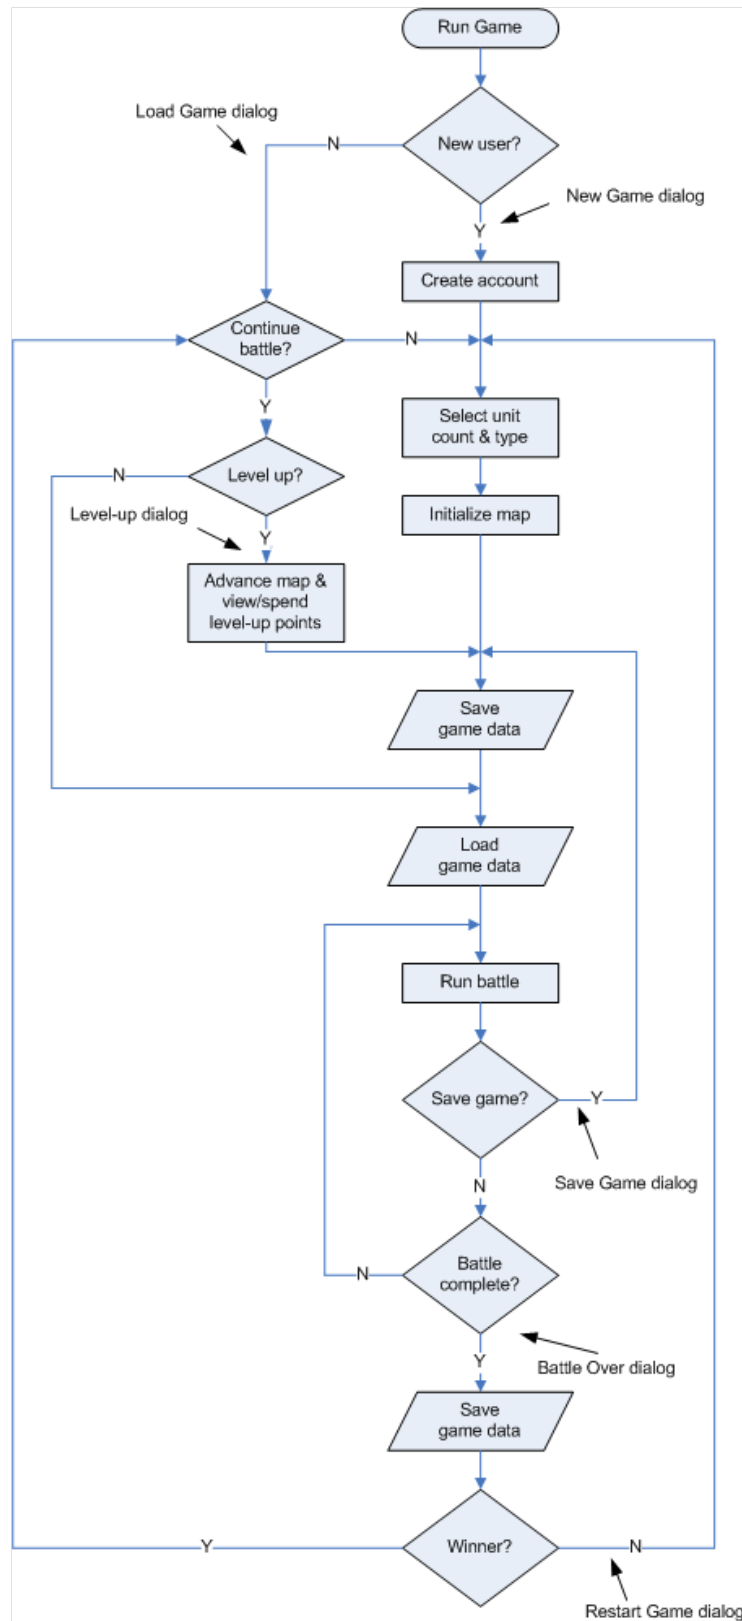 Run Game
Load Game dialog
N
New user?
New Game dialog
Y
Create account
Continue
battle?
N
Y
Select unit
count & type
N
Level up?
Level-up dialog
Y
Initialize map
Advance map &
view/spend
level-up points
Save
game data
Load
game data
Run battle
Save game?
Y
N
Save Game dialog
Battle
complete?
N
Y
Battle Over dialog
Save
game data
Y
Winner?
N
Restart Game dialog